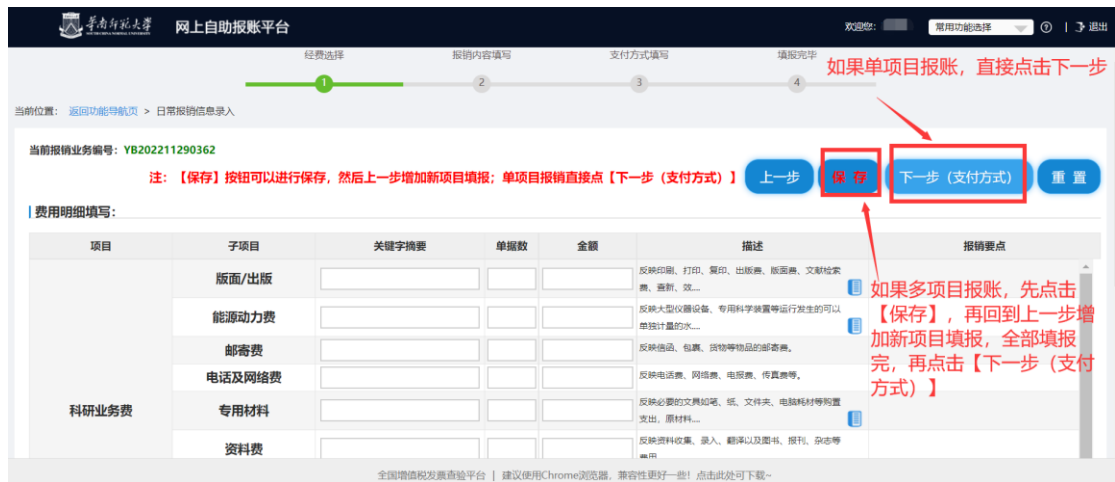 华南师范大学 网上自助报账平台 欢迎您: 常用功能选择 退出
经费选择 报销内容填写 支付方式填写 填报完毕
1 2 3 4
如果单项目报账，直接点击下一步
当前位置： 返回功能导航页 > 日常报销信息录入
当前报销业务编号：YB202211290362
注：【保存】按钮可以进行保存，然后上一步增加新项目填报；单项目报销直接点【下一步（支付方式）】 上一步 保 存 下一步（支付方式） 重 置
费用明细填写：
项目 子项目 关键字摘要 单据数 金额 描述 报销要点
科研业务费
版面/出版 反映印刷、打印、复印、出版费、版面费、文献检索
费、查新、效....
能源动力费 反映大型仪器设备、专用科学装置等运行发生的可以
单独计量的水....
邮寄费 反映信函、包裹、货物等物品的邮寄费。
电话及网络费 反映电话费、网络费、电报费、传真费等。
专用材料 反映必要的文具如笔、纸、文件夹、电脑耗材等购置
支出，原材料....
资料费 反映资料收集、录入、翻译以及图书、报刊、杂志等
费用
如果多项目报账，先点击
【保存】，再回到上一步增
加新项目填报，全部填报
完，再点击【下一步（支付
方式）】
全国增值税发票查验平台 | 建议使用Chrome浏览器，兼容性更好一些！点击此处可下载~